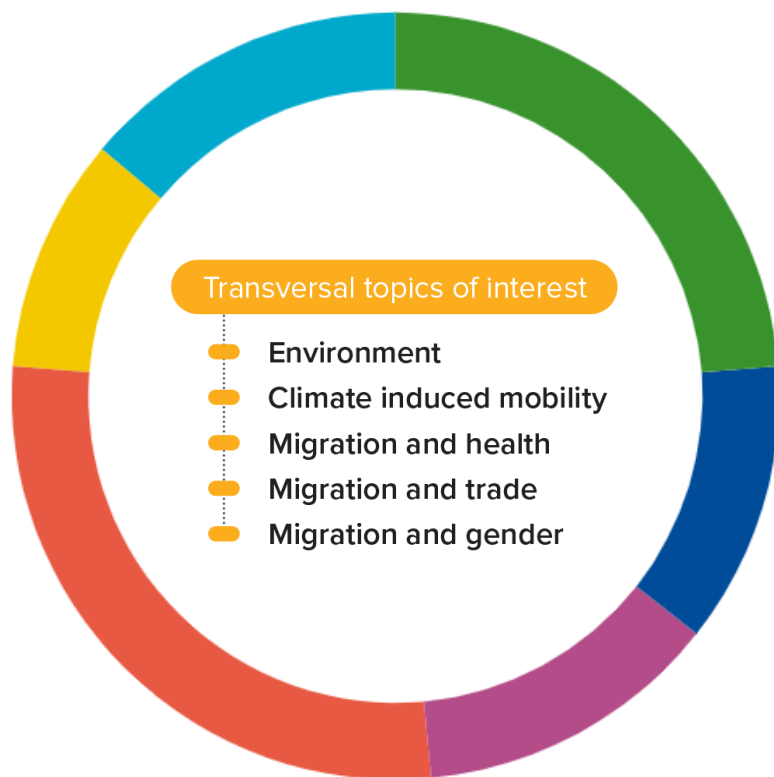 Transversal topics of interest
Environment
Climate induced mobility
Migration and health
Migration and trade
Migration and gender